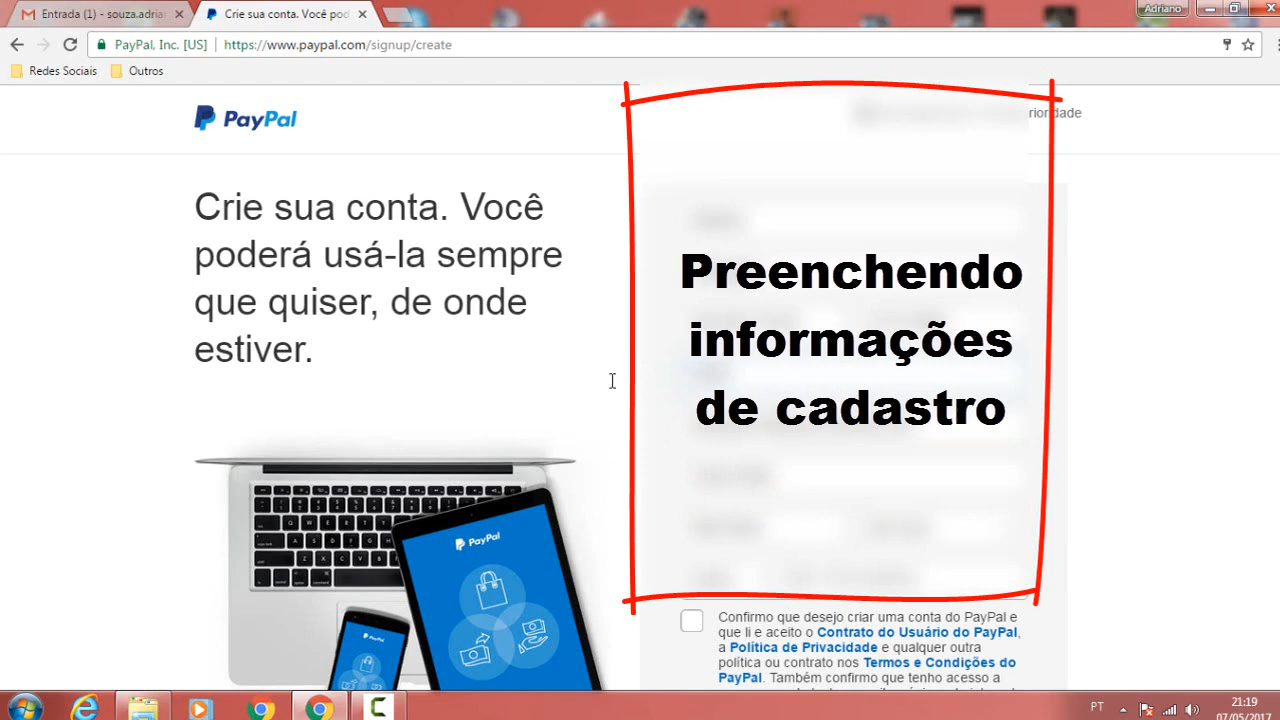 Entrada (1) - souza.adria
Crie sua conta. Você pod
Adriano
PayPal, Inc. [US]
https://www.paypal.com/signup/create
Redes Sociais
Outros
PayPal
rioridade
Crie sua conta. Você
poderá usá-la sempre
que quiser, de onde
estiver.
Preenchendo
informações
de cadastro
PayPal
PayPal
Confirmo que desejo criar uma conta do PayPal e
que li e aceito o Contrato do Usuário do PayPal,
a Política de Privacidade e qualquer outra
política ou contrato nos Termos e Condições do
PayPal. Também confirmo que tenho acesso a
PT
21:19
07/05/2017